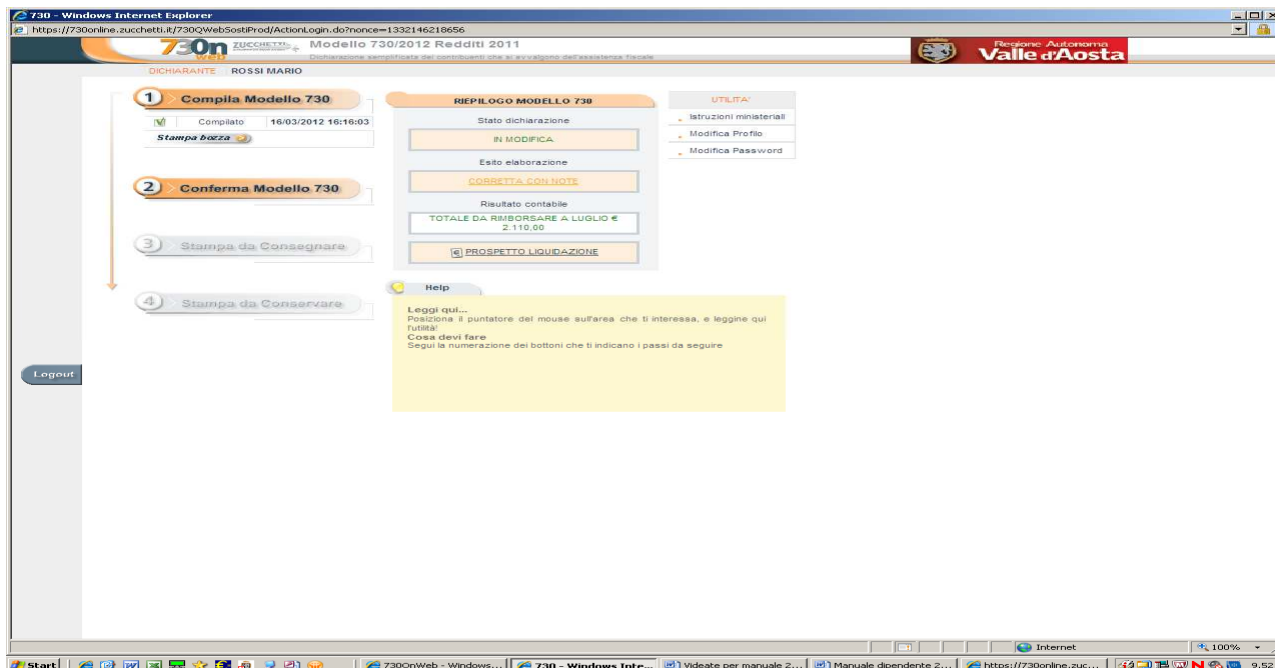 730 - Windows Internet Explorer
https://730online.zucchetti.it/730QWebSostiProd/ActionLogin.do?nonce=1332146218656
730n web ZUCCHETTI Modello 730/2012 Redditi 2011
Dichiarazione semplificata dei contribuenti che si avvalgono dell'assistenza fiscale
Regione Autonoma
Valle d'Aosta
DICHIARANTE ROSSI MARIO
1 Compila Modello 730
Compilato 16/03/2012 16:16:03
Stampa bozza
2 Conferma Modello 730
3 Stampa da Consegnare
4 Stampa da Conservare
Logout
RIEPILOGO MODELLO 730
Stato dichiarazione
IN MODIFICA
Esito elaborazione
CORRETTA CON NOTE
Risultato contabile
TOTALE DA RIMBORSARE A LUGLIO €
2.110,00
€ PROSPETTO LIQUIDAZIONE
UTILITA'
Istruzioni ministeriali
Modifica Profilo
Modifica Password
Help
Leggi qui...
Posiziona il puntatore del mouse sull'area che ti interessa, e leggine qui
l'utilità!
Cosa devi fare
Segui la numerazione dei bottoni che ti indicano i passi da seguire
Internet 100%
Start 730OnWeb - Windows... 730 - Windows Inte... Videate per manuale 2... Manuale dipendente 2... https://730online.zuc...